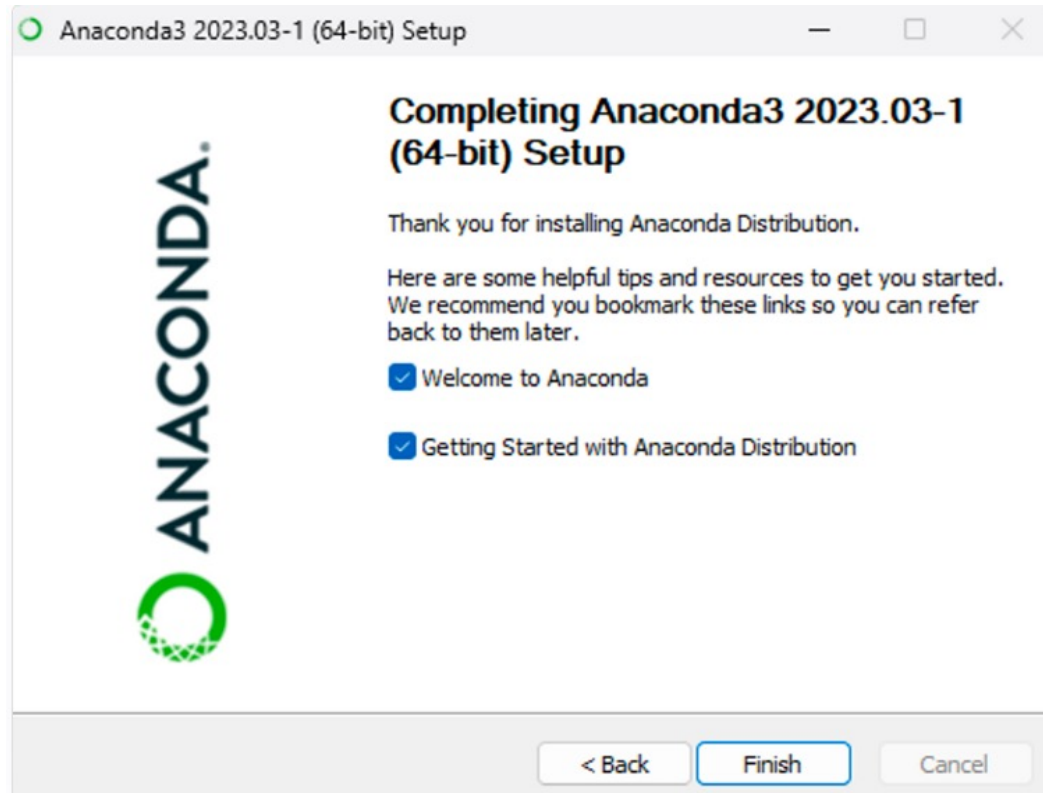 Anaconda3 2023.03-1 (64-bit) Setup
Completing Anaconda3 2023.03-1
(64-bit) Setup
Thank you for installing Anaconda Distribution.
Here are some helpful tips and resources to get you started.
We recommend you bookmark these links so you can refer
back to them later.
Welcome to Anaconda
Getting Started with Anaconda Distribution
ANACONDA.
< Back
Finish
Cancel